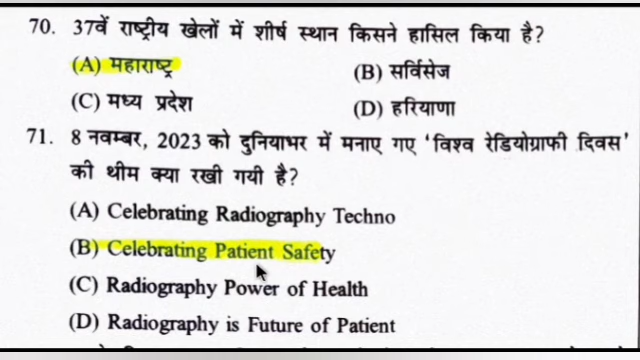 70. 37वें राष्ट्रीय खेलों में शीर्ष स्थान किसने हासिल किया है?
(A) महाराष्ट्र (B) सर्विसेज
(C) मध्य प्रदेश (D) हरियाणा
71. 8 नवम्बर, 2023 को दुनियाभर में मनाए गए 'विश्व रेडियोग्राफी दिवस'
की थीम क्या रखी गयी है?
(A) Celebrating Radiography Techno
(B) Celebrating Patient Safety
(C) Radiography Power of Health
(D) Radiography is Future of Patient